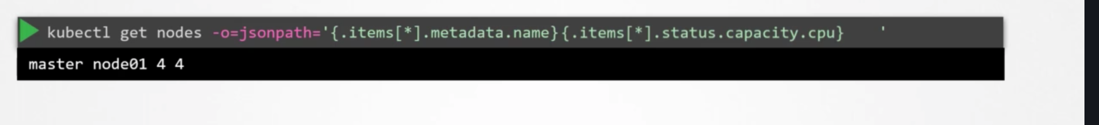 kubectl get nodes -o=jsonpath='{.items[*].metadata.name}{.items[*].status.capacity.cpu}    '
master node01 4 4